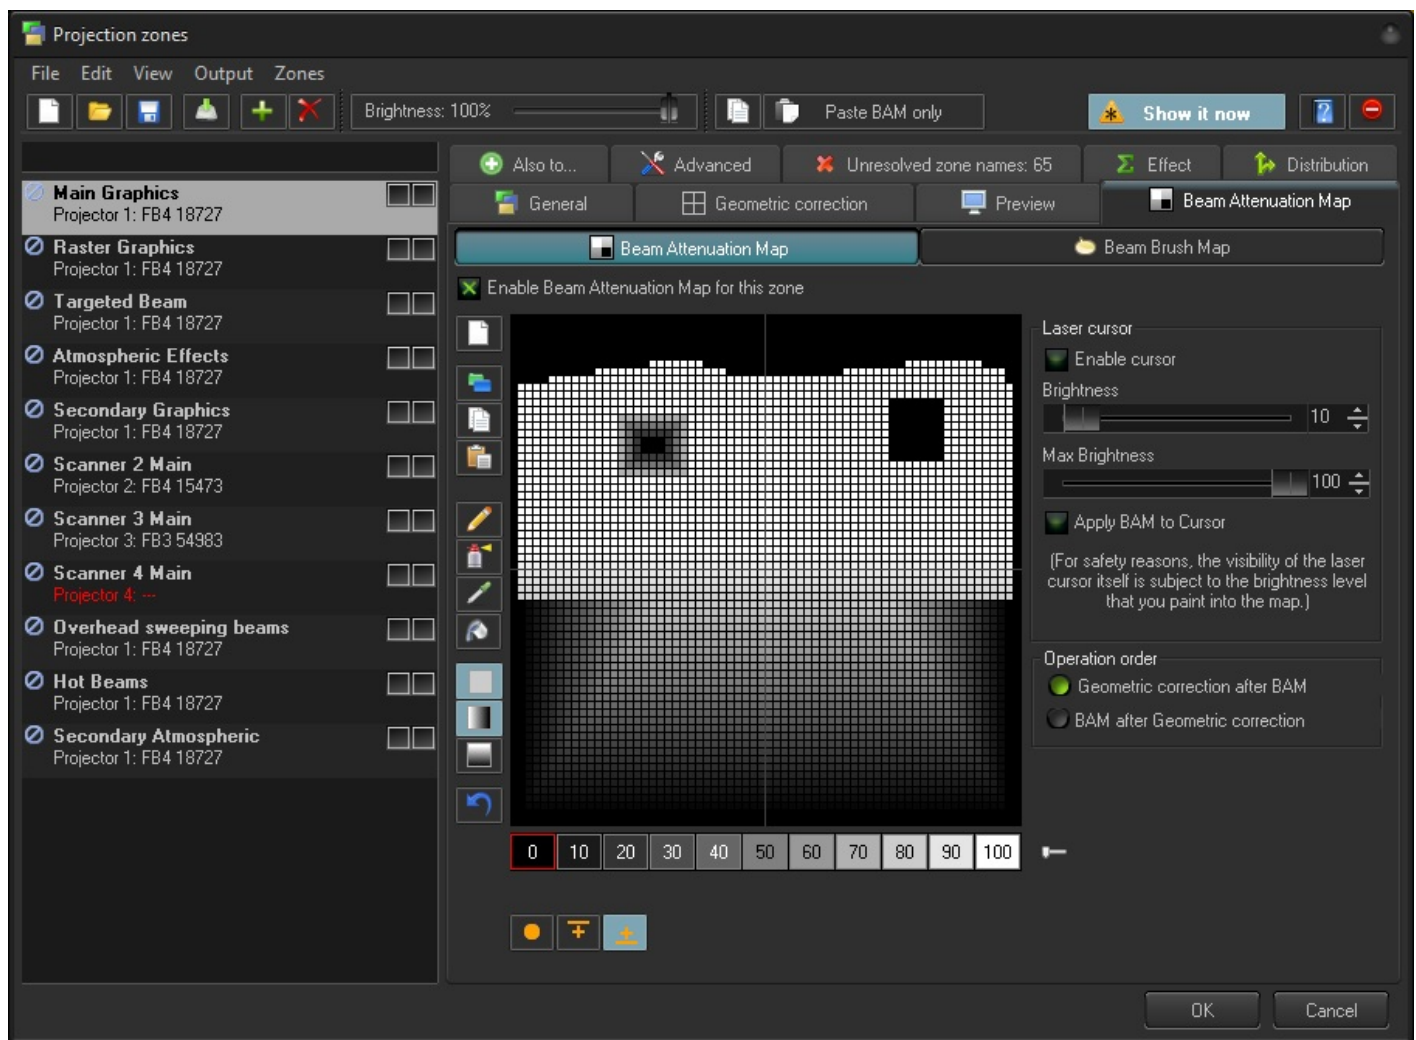 Projection zones
File Edit View Output Zones
Brightness: 100% Paste BAM only Show it now
Also to... Advanced Unresolved zone names: 65 Effect Distribution
General Geometric correction Preview Beam Attenuation Map
Beam Attenuation Map Beam Brush Map
Enable Beam Attenuation Map for this zone
Main Graphics
Projector 1: FB4 18727
Raster Graphics
Projector 1: FB4 18727
Targeted Beam
Projector 1: FB4 18727
Atmospheric Effects
Projector 1: FB4 18727
Secondary Graphics
Projector 1: FB4 18727
Scanner 2 Main
Projector 2: FB4 15473
Scanner 3 Main
Projector 3: FB3 54983
Scanner 4 Main
Projector 4: ---
Overhead sweeping beams
Projector 1: FB4 18727
Hot Beams
Projector 1: FB4 18727
Secondary Atmospheric
Projector 1: FB4 18727
Laser cursor
Enable cursor
Brightness
10
Max Brightness
100
Apply BAM to Cursor
(For safety reasons, the visibility of the laser
cursor itself is subject to the brightness level
that you paint into the map.)
Operation order
Geometric correction after BAM
BAM after Geometric correction
0 10 20 30 40 50 60 70 80 90 100
OK Cancel